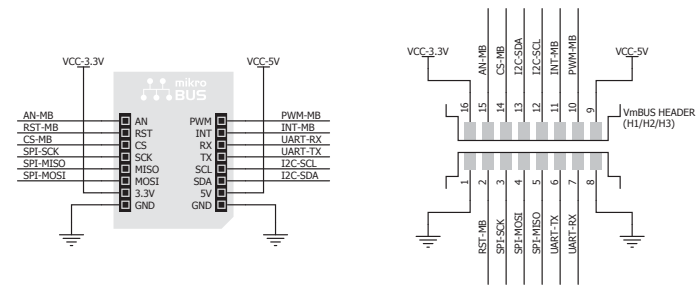 VCC-3.3V
VCC-5V
mikro
BUS
AN-MB
RST-MB
CS-MB
SPI-SCK
SPI-MISO
SPI-MOSI
AN
RST
CS
SCK
MISO
MOSI
3.3V
GND
PWM
INT
RX
TX
SCL
SDA
5V
GND
PWM-MB
INT-MB
UART-RX
UART-TX
I2C-SCL
I2C-SDA
VCC-3.3V
AN-MB
CS-MB
I2C-SDA
I2C-SCL
INT-MB
PWM-MB
VCC-5V
16
15
14
13
12
11
10
9
VmBUS HEADER
(H1/H2/H3)
1
2
3
4
5
6
7
8
RST-MB
SPI-SCK
SPI-MOSI
SPI-MISO
UART-TX
UART-RX